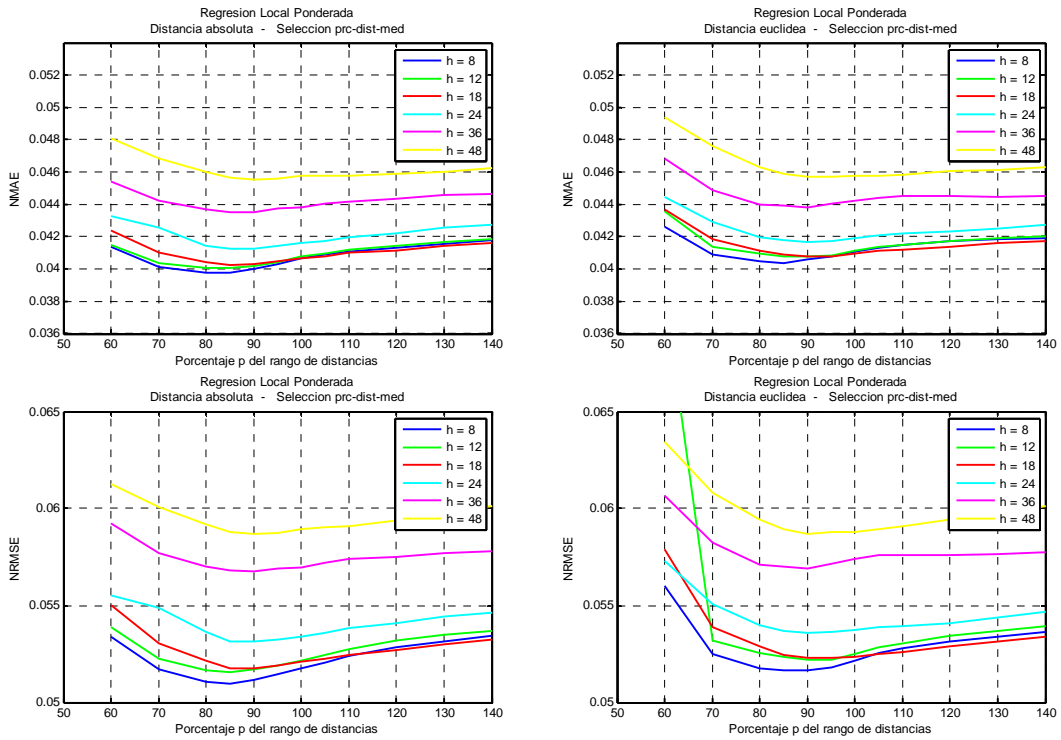 Regresion Local Ponderada
Distancia absoluta - Seleccion prc-dist-med
0.052
0.05
0.048
0.046
0.044
0.042
0.04
0.038
0.036
NMAE
h = 8
h = 12
h = 18
h = 24
h = 36
h = 48
50 60 70 80 90 100 110 120 130 140
Porcentaje p del rango de distancias
Regresion Local Ponderada
Distancia euclidea - Seleccion prc-dist-med
0.052
0.05
0.048
0.046
0.044
0.042
0.04
0.038
0.036
NMAE
h = 8
h = 12
h = 18
h = 24
h = 36
h = 48
50 60 70 80 90 100 110 120 130 140
Porcentaje p del rango de distancias
Regresion Local Ponderada
Distancia absoluta - Seleccion prc-dist-med
0.065
0.06
0.055
0.05
NRMSE
h = 8
h = 12
h = 18
h = 24
h = 36
h = 48
50 60 70 80 90 100 110 120 130 140
Porcentaje p del rango de distancias
Regresion Local Ponderada
Distancia euclidea - Seleccion prc-dist-med
0.065
0.06
0.055
0.05
NRMSE
h = 8
h = 12
h = 18
h = 24
h = 36
h = 48
50 60 70 80 90 100 110 120 130 140
Porcentaje p del rango de distancias